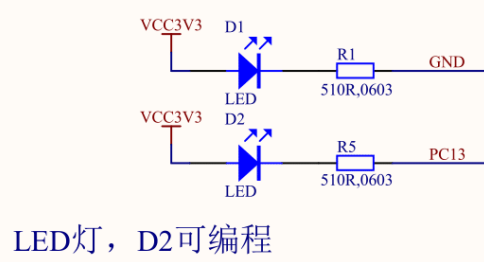 VCC3V3 D1
R1 GND
LED 510R,0603
VCC3V3 D2
R5 PC13
LED 510R,0603
LED灯，D2可编程